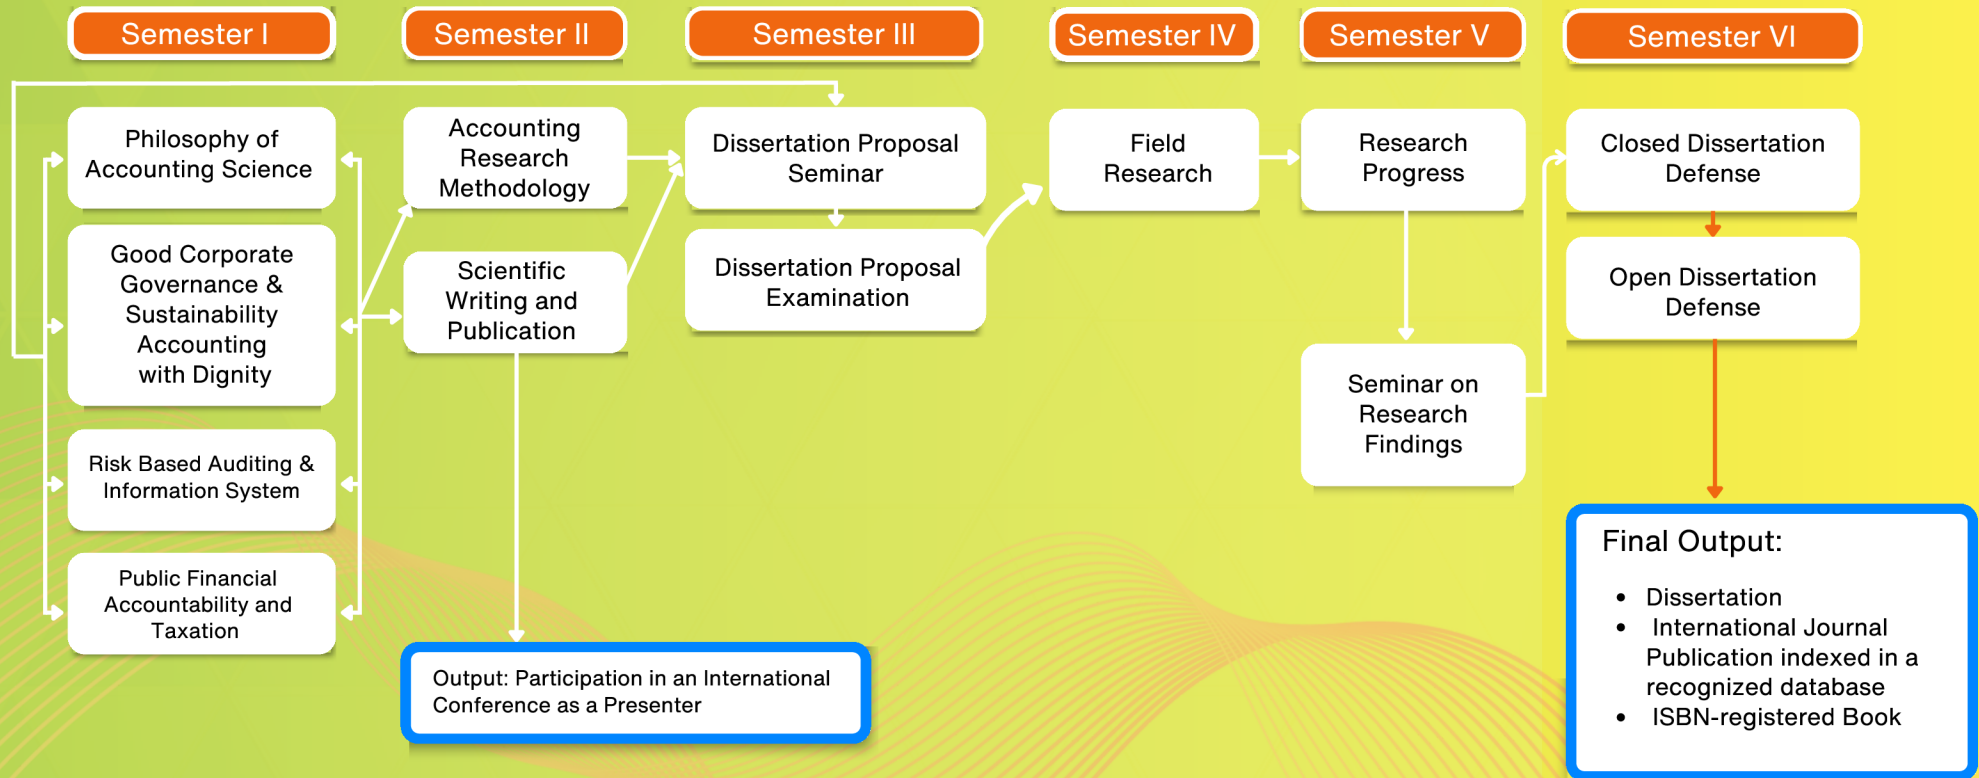 Semester I
Semester II
Semester III
Semester IV
Semester V
Semester VI
Philosophy of
Accounting Science
Good Corporate
Governance &
Sustainability
Accounting
with Dignity
Risk Based Auditing &
Information System
Public Financial
Accountability and
Taxation
Accounting
Research
Methodology
Scientific
Writing and
Publication
Output: Participation in an International
Conference as a Presenter
Dissertation Proposal
Seminar
Dissertation Proposal
Examination
Field
Research
Research
Progress
Seminar on
Research
Findings
Closed Dissertation
Defense
Open Dissertation
Defense
Final Output:
• Dissertation
• International Journal
Publication indexed in a
recognized database
• ISBN-registered Book